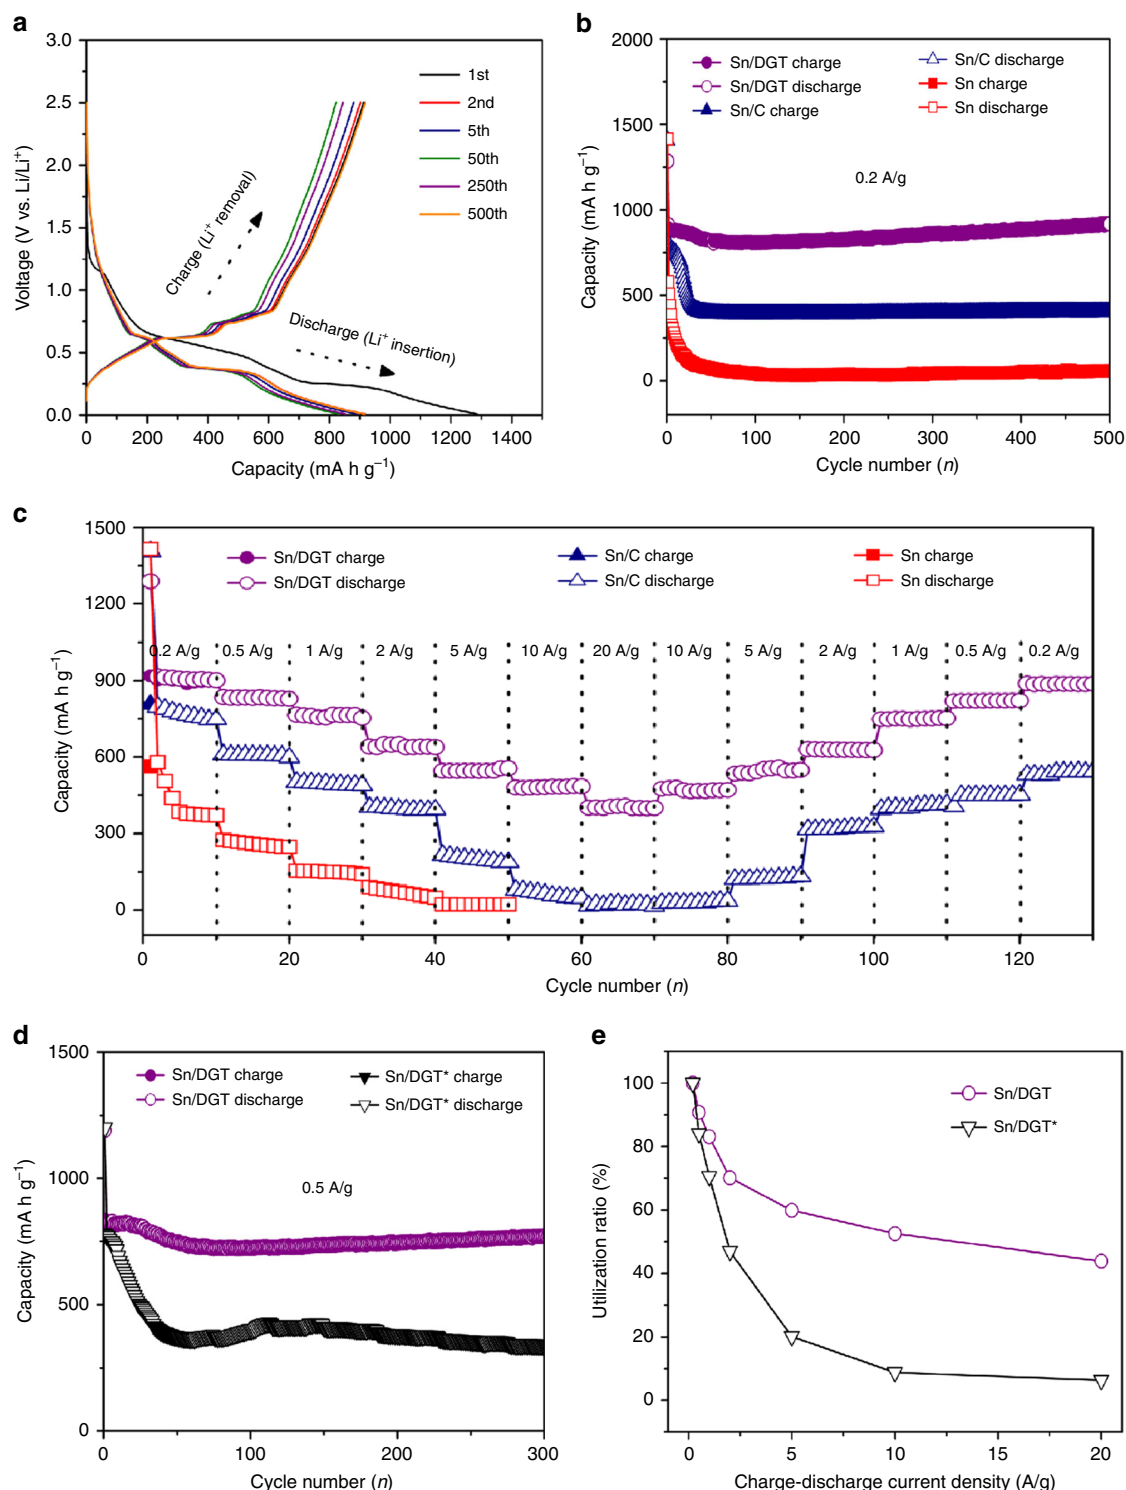 a
3.0
2.5
2.0
1.5
1.0
0.5
0.0
Voltage (V vs. Li/Li⁺)
1st
2nd
5th
50th
250th
500th
Charge (Li⁺ removal)
Discharge (Li⁺ insertion)
0 200 400 600 800 1000 1200 1400
Capacity (mA h g⁻¹)
b
2000
1500
1000
500
0
Capacity (mA h g⁻¹)
Sn/DGT charge
Sn/DGT discharge
Sn/C charge
Sn/C discharge
Sn charge
Sn discharge
0.2 A/g
0 100 200 300 400 500
Cycle number (n)
c
1500
1200
900
600
300
0
Capacity (mA h g⁻¹)
Sn/DGT charge
Sn/DGT discharge
Sn/C charge
Sn/C discharge
Sn charge
Sn discharge
0.2 A/g 0.5 A/g 1 A/g 2 A/g 5 A/g 10 A/g 20 A/g 10 A/g 5 A/g 2 A/g 1 A/g 0.5 A/g 0.2 A/g
0 20 40 60 80 100 120
Cycle number (n)
d
1500
1000
500
0
Capacity (mA h g⁻¹)
Sn/DGT charge
Sn/DGT discharge
Sn/DGT* charge
Sn/DGT* discharge
0.5 A/g
0 100 200 300
Cycle number (n)
e
100
80
60
40
20
0
Utilization ratio (%)
Sn/DGT
Sn/DGT*
0 5 10 15 20
Charge-discharge current density (A/g)